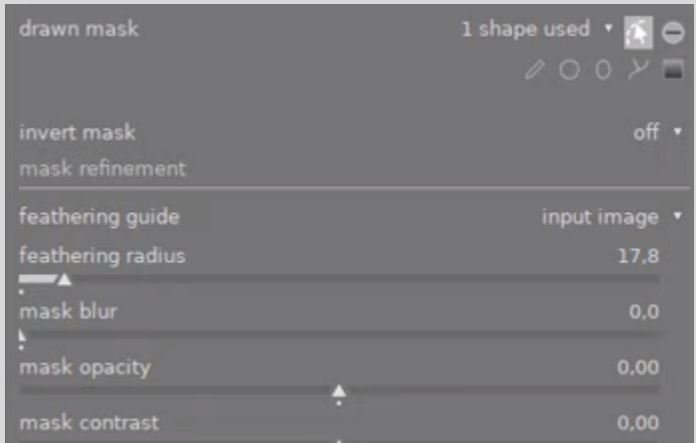 drawn mask 1 shape used
invert mask off
mask refinement
feathering guide input image
feathering radius 17,8
mask blur 0,0
mask opacity 0,00
mask contrast 0,00